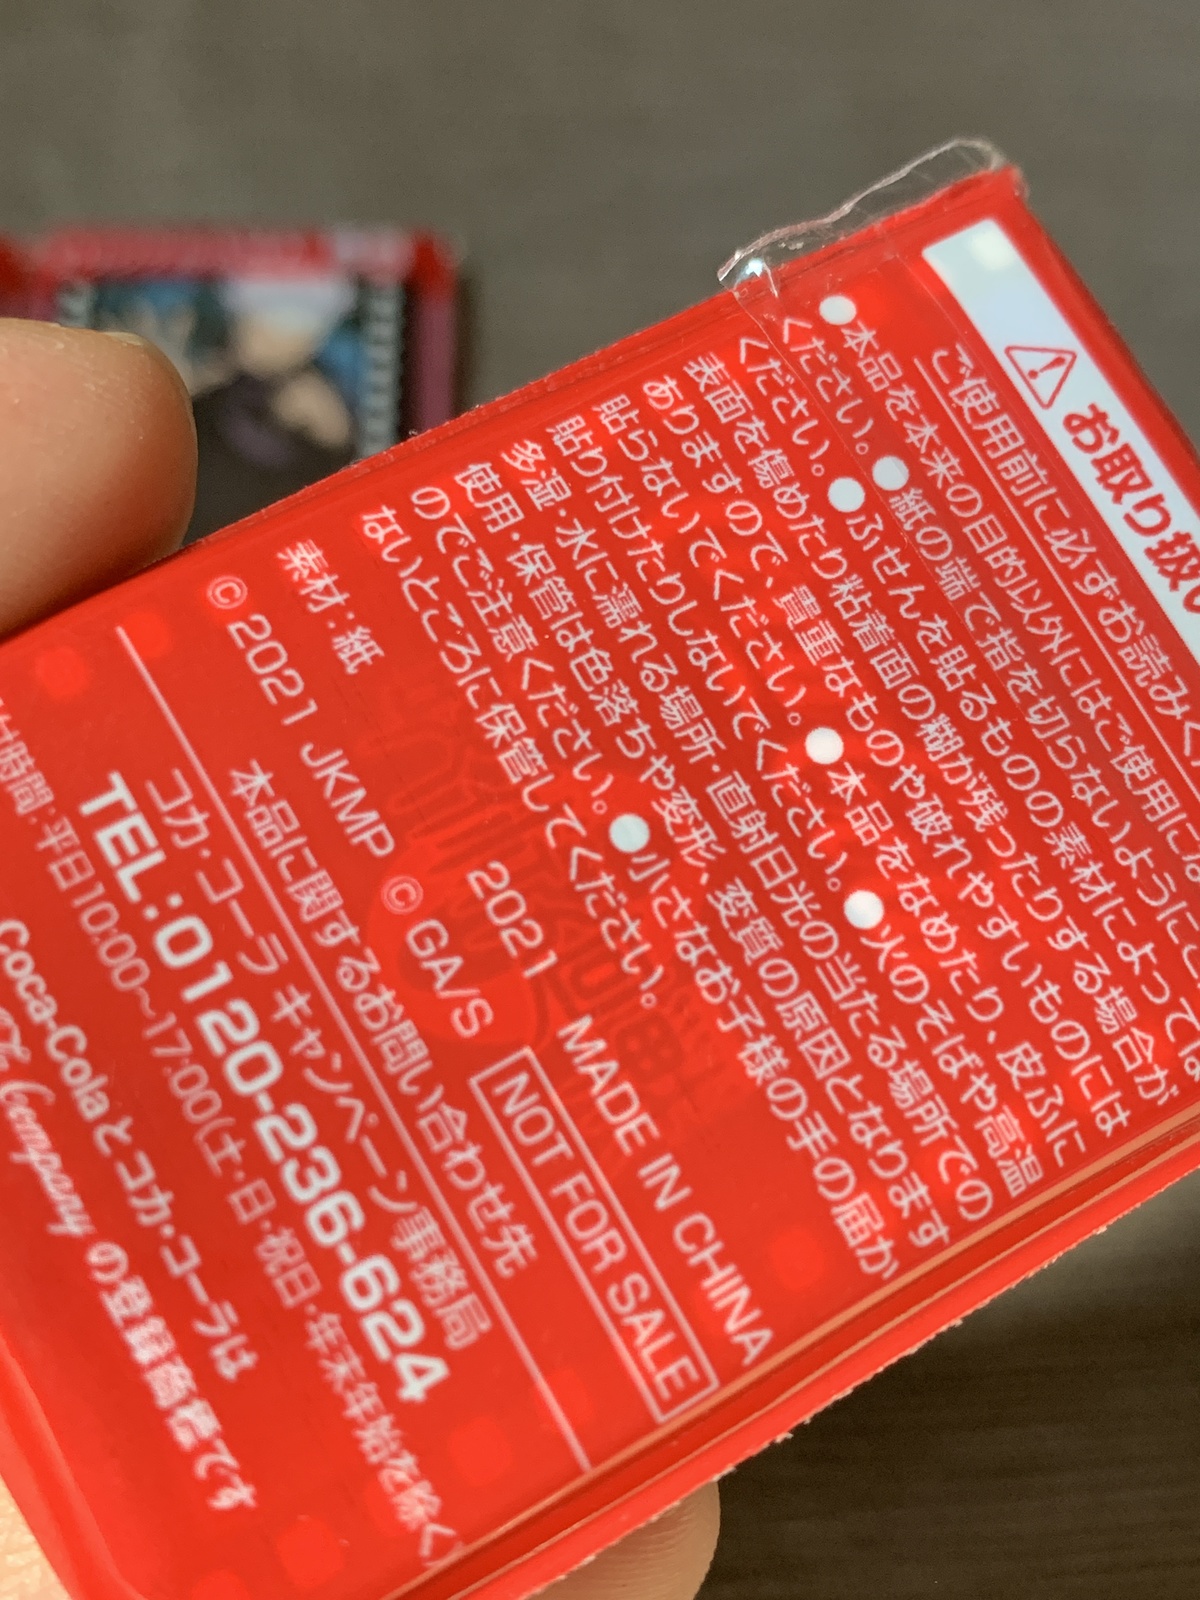 お取り扱い
ご使用前に必ずお読みく
●本品を本来の目的以外にはご使用にな
ください。●紙の端で指を切らないようにご
ください。●ふせんを貼るものの素材によっては
表面を傷めたり粘着面の糊が残ったりする場合が
ありますので、貴重なものや破れやすいものには
貼らないでください。●本品をなめたり、皮ふに
貼り付けたりしないでください。●火のそばや高温
多湿・水に濡れる場所・直射日光の当たる場所での
使用・保管は色落ちや変形、変質の原因となります
のでご注意ください。●小さなお子様の手の届か
ないところに保管してください。
素材:紙 2021 MADE IN CHINA
© 2021 JKMP © GA/S NOT FOR SALE
本品に関するお問い合わせ先
コカ・コーラ キャンペーン事務局
TEL:0120-236-624
時間:平日10:00〜17:00(土・日・祝日・年末年始を除く)
Coca-Colaとコカ・コーラは
Companyの登録商標です